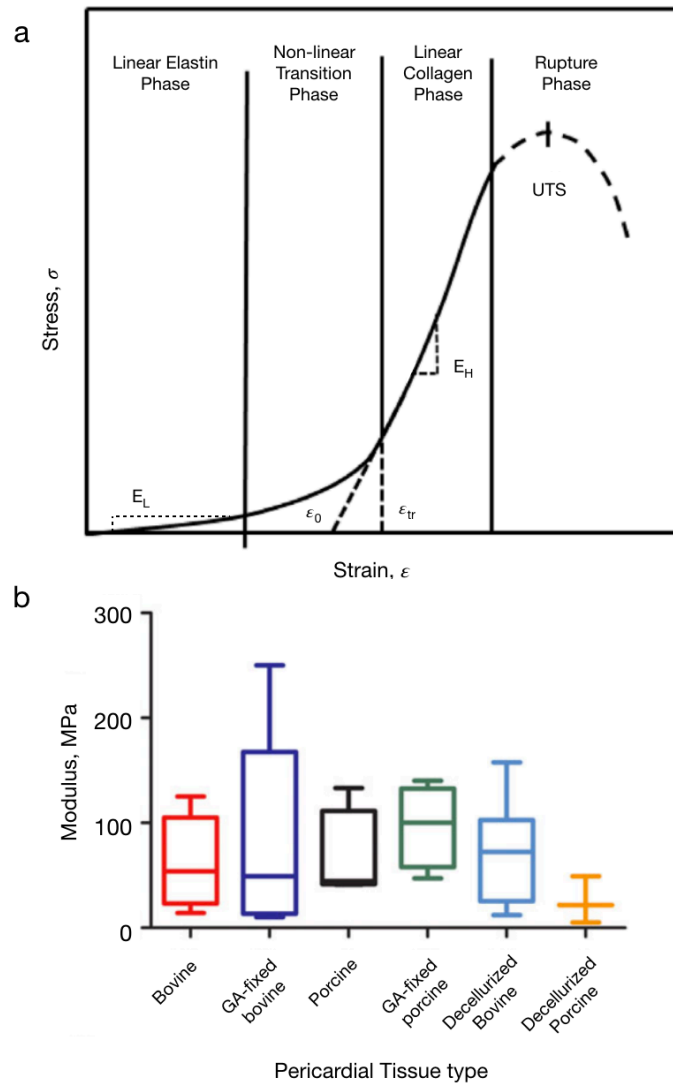 a
Linear Elastin
Phase
Non-linear
Transition
Phase
Linear
Collagen
Phase
Rupture
Phase
UTS
Stress, σ
E_H
E_L
ε_0
ε_tr
Strain, ε
b
300
200
100
0
Modulus, MPa
Bovine
GA-fixed
bovine
Porcine
GA-fixed
porcine
Decellurized
Bovine
Decellurized
Porcine
Pericardial Tissue type